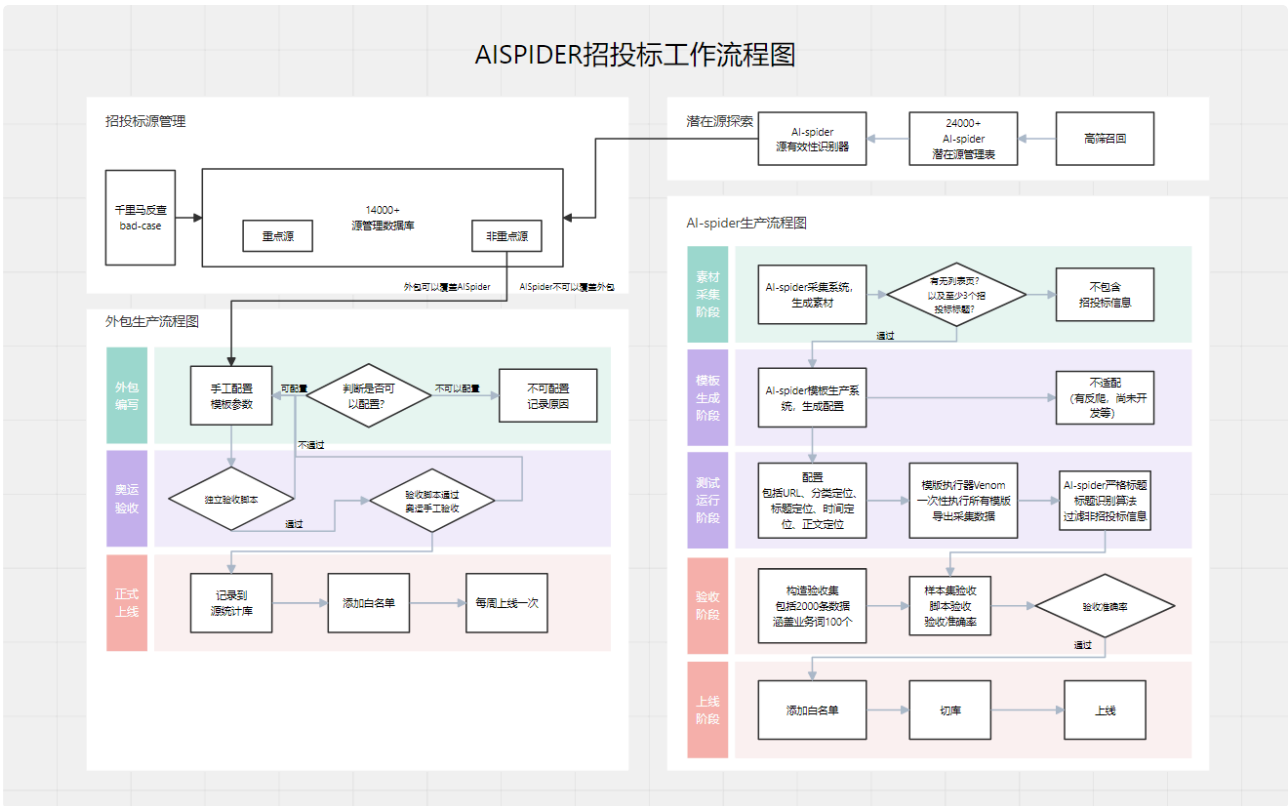 AISPIDER招投标工作流程图
招投标源管理
千里马反查
bad-case
14000+
源管理数据库
重点源
非重点源
外包可以覆盖AISpider
AISpider不可以覆盖外包
潜在源探索
AI-spider
源有效性识别器
24000+
AI-spider
潜在源管理表
高筛召回
外包生产流程图
外包
编写
手工配置
模板参数
可配置
判断是否可
以配置？
不可以配置
不可配置
记录原因
不通过
奥运
验收
独立验收脚本
通过
验收脚本通过
奥运手工验收
正式
上线
记录到
源统计库
添加白名单
每周上线一次
AI-spider生产流程图
素材
采集
阶段
AI-spider采集系统，
生成素材
有无列表页？
以及至少3个招
投标标题？
不包含
招投标信息
通过
模板
生成
阶段
AI-spider模板生产系
统，生成配置
不适配
（有反爬，尚未开
发等）
测试
运行
阶段
配置
包括URL、分类定位、
标题定位、时间定
位、正文定位
模版执行器Venom
一次性执行所有模版
导出采集数据
AI-spider严格标题
标题识别算法
过滤非招投标信息
验收
阶段
构造验收集
包括2000条数据
涵盖业务词100个
样本集验收
脚本验收
验收准确率
验收准确率
通过
上线
阶段
添加白名单
切库
上线